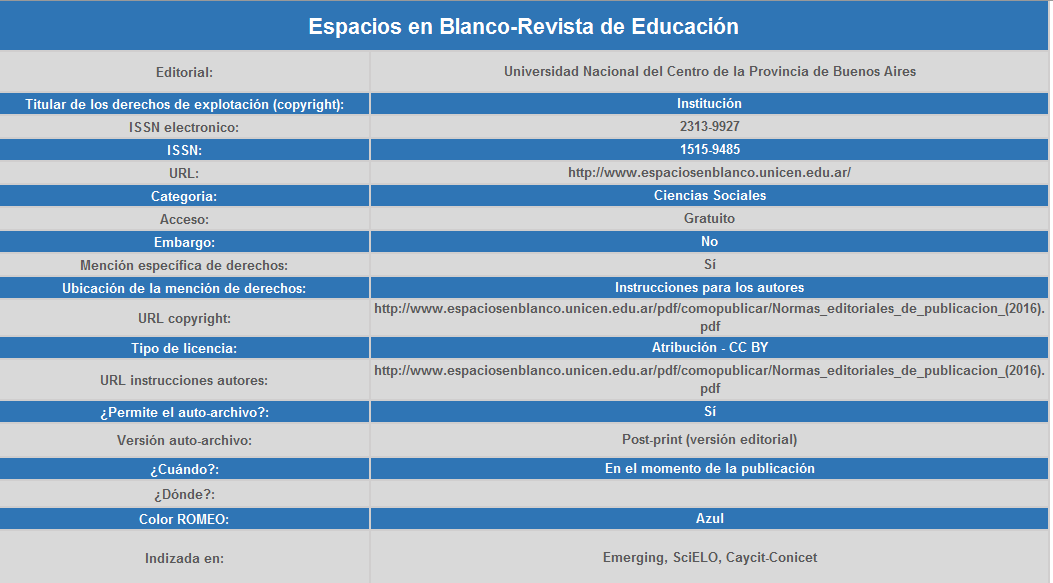 Espacios en Blanco-Revista de Educación
Editorial: Universidad Nacional del Centro de la Provincia de Buenos Aires
Titular de los derechos de explotación (copyright): Institución
ISSN electronico: 2313-9927
ISSN: 1515-9485
URL: http://www.espaciosenblanco.unicen.edu.ar/
Categoria: Ciencias Sociales
Acceso: Gratuito
Embargo: No
Mención específica de derechos: Sí
Ubicación de la mención de derechos: Instrucciones para los autores
URL copyright: http://www.espaciosenblanco.unicen.edu.ar/pdf/comopublicar/Normas_editoriales_de_publicacion_(2016).
pdf
Tipo de licencia: Atribución - CC BY
URL instrucciones autores: http://www.espaciosenblanco.unicen.edu.ar/pdf/comopublicar/Normas_editoriales_de_publicacion_(2016).
pdf
¿Permite el auto-archivo?: Sí
Versión auto-archivo: Post-print (versión editorial)
¿Cuándo?: En el momento de la publicación
¿Dónde?:
Color ROMEO: Azul
Indizada en: Emerging, SciELO, Caycit-Conicet